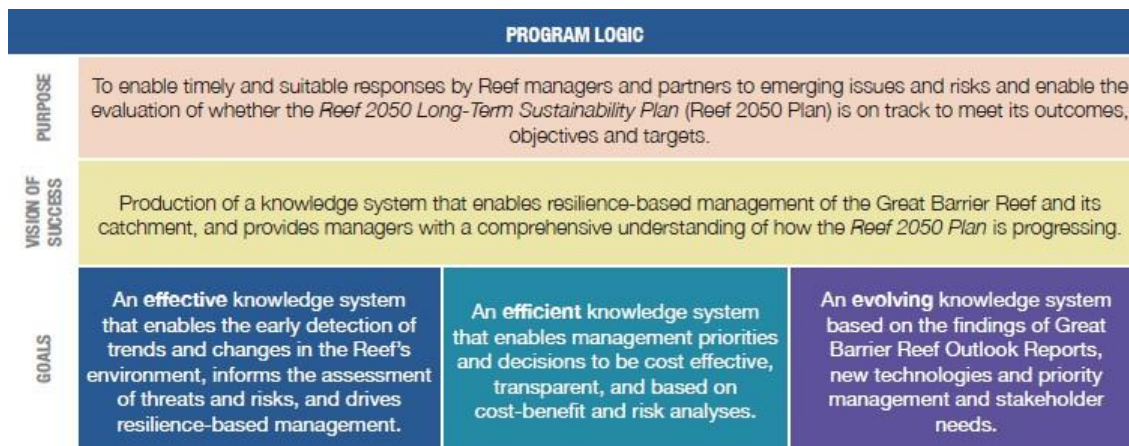 PROGRAM LOGIC
PURPOSE
To enable timely and suitable responses by Reef managers and partners to emerging issues and risks and enable the
evaluation of whether the Reef 2050 Long-Term Sustainability Plan (Reef 2050 Plan) is on track to meet its outcomes,
objectives and targets.
VISION OF
SUCCESS
Production of a knowledge system that enables resilience-based management of the Great Barrier Reef and its
catchment, and provides managers with a comprehensive understanding of how the Reef 2050 Plan is progressing.
GOALS
An effective knowledge system
that enables the early detection of
trends and changes in the Reef's
environment, informs the assessment
of threats and risks, and drives
resilience-based management.
An efficient knowledge system
that enables management priorities
and decisions to be cost effective,
transparent, and based on
cost-benefit and risk analyses.
An evolving knowledge system
based on the findings of Great
Barrier Reef Outlook Reports,
new technologies and priority
management and stakeholder
needs.